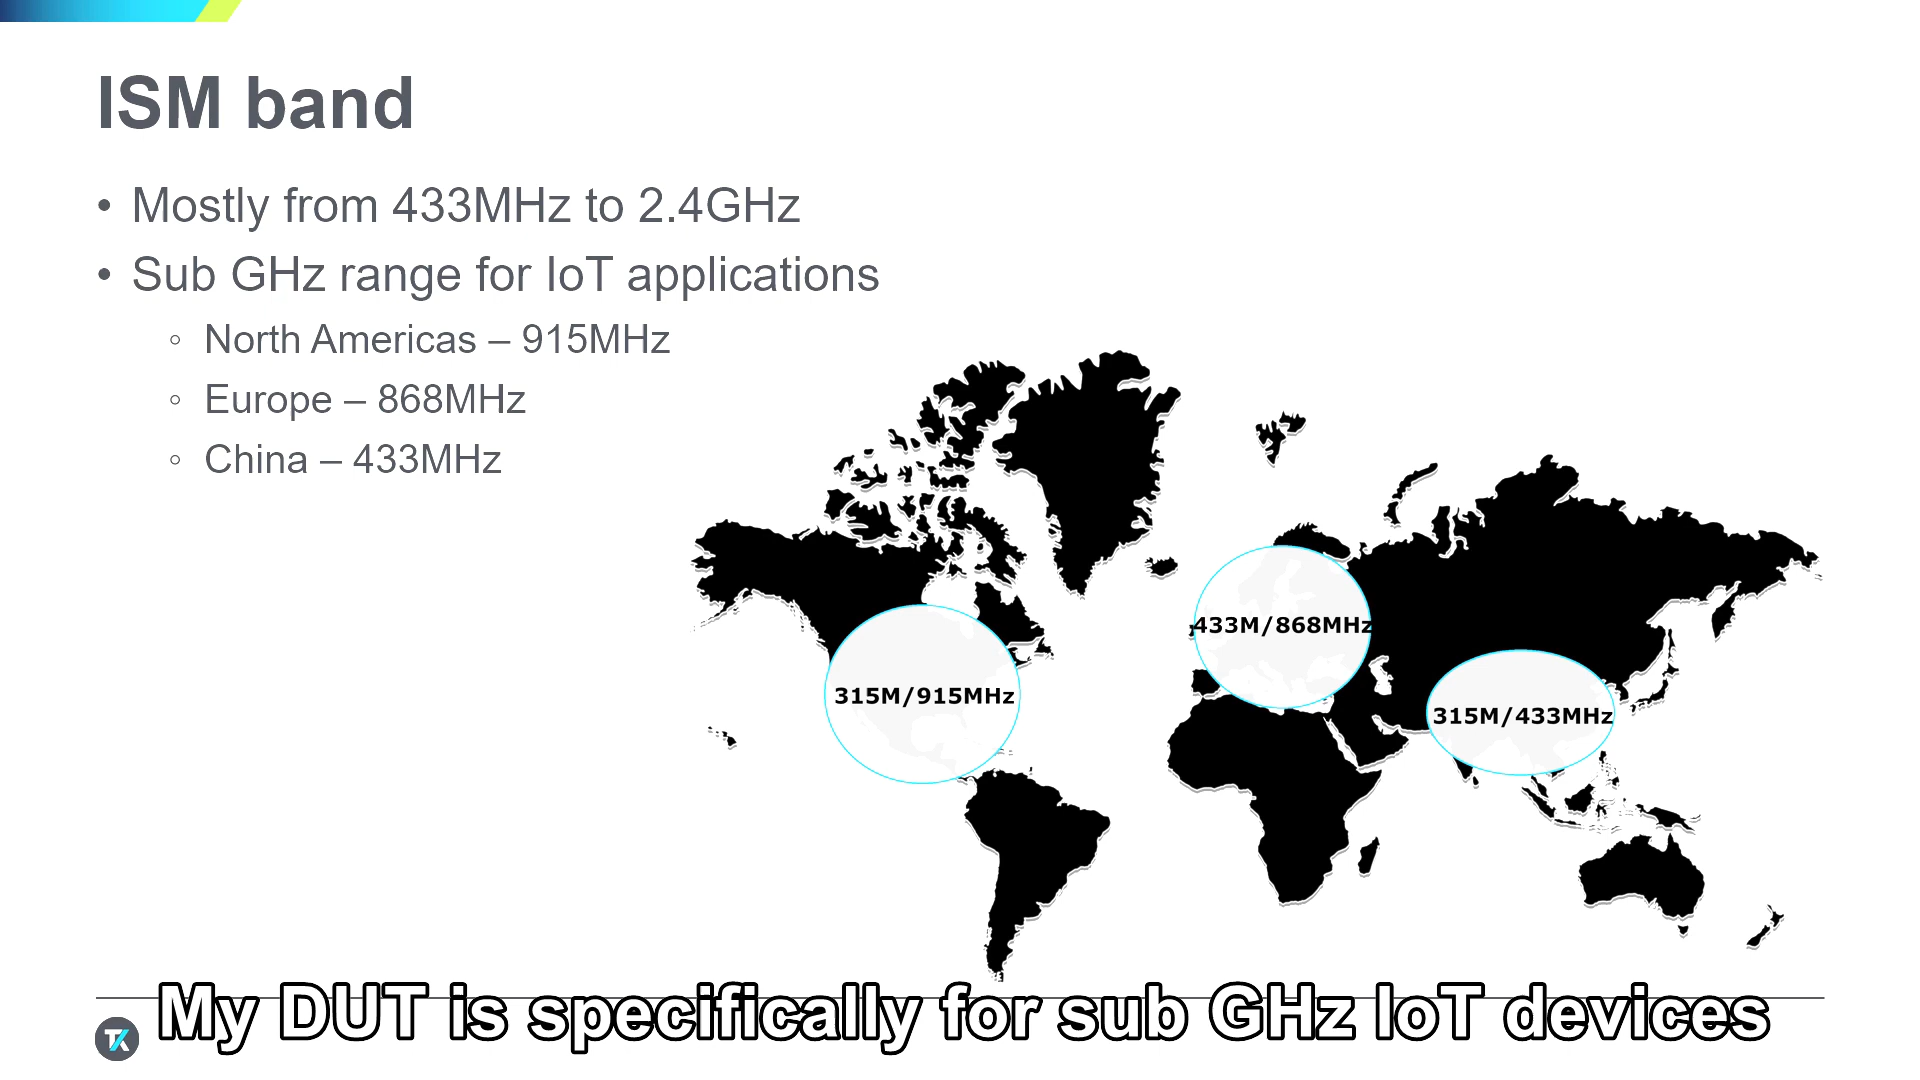 ISM band
• Mostly from 433MHz to 2.4GHz
• Sub GHz range for IoT applications
◦ North Americas – 915MHz
◦ Europe – 868MHz
◦ China – 433MHz
433M/868MHz
315M/915MHz
315M/433MHz
My DUT is specifically for sub GHz IoT devices
TX